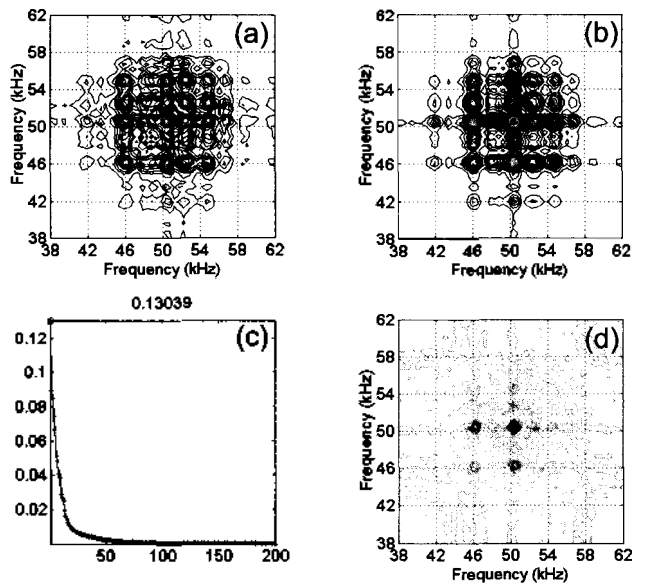 (a)
Frequency (kHz)
62
58
54
50
46
42
38
38 42 46 50 54 58 62
Frequency (kHz)
(b)
Frequency (kHz)
62
58
54
50
46
42
38
38 42 46 50 54 58 62
Frequency (kHz)
0.13039
(c)
0.12
0.1
0.08
0.06
0.04
0.02
50 100 150 200
(d)
Frequency (kHz)
62
58
54
50
46
42
38
38 42 46 50 54 58 62
Frequency (kHz)